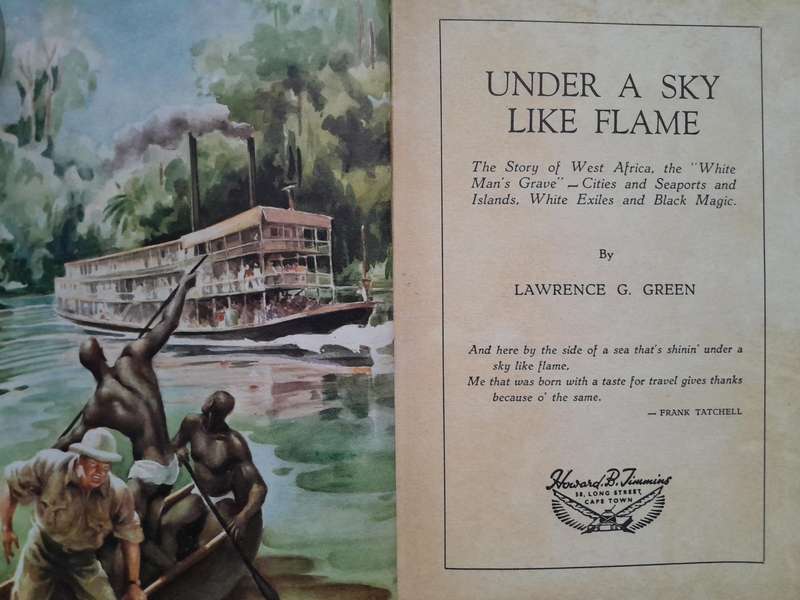 UNDER A SKY
LIKE FLAME
The Story of West Africa, the "White
Man's Grave" — Cities and Seaports and
Islands, White Exiles and Black Magic.
By
LAWRENCE G. GREEN
And here by the side of a sea that's shinin' under a
sky like flame,
Me that was born with a taste for travel gives thanks
because o' the same.
— FRANK TATCHELL
Howard. B. Timmins
58, LONG STREET
CAPE TOWN